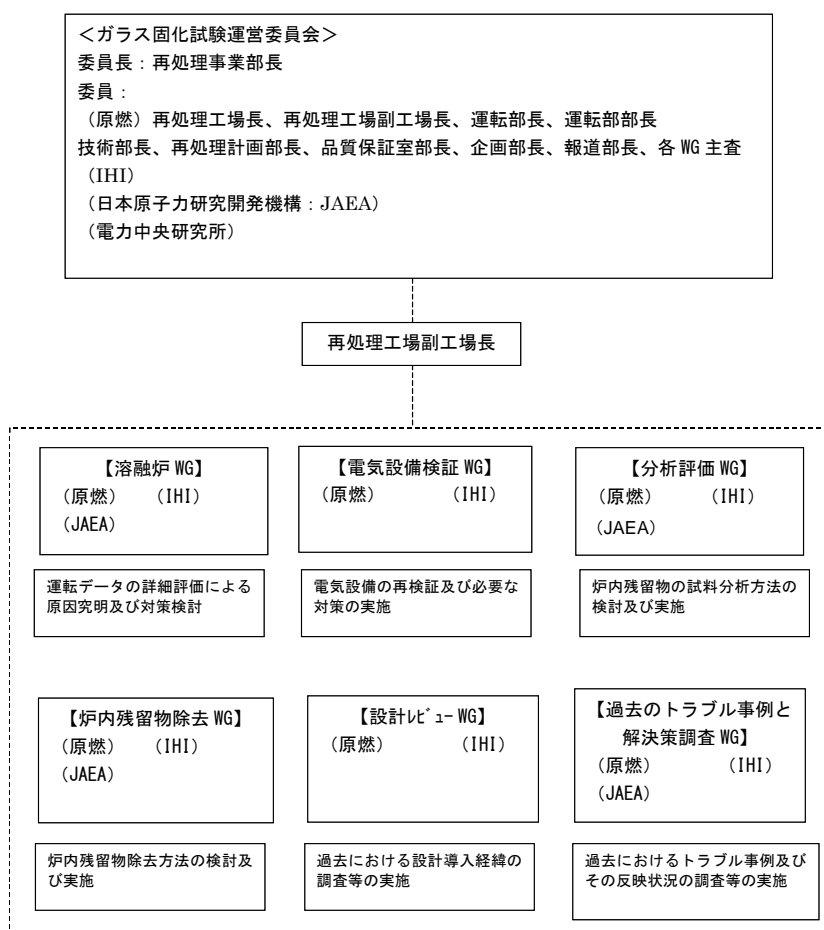 ＜ガラス固化試験運営委員会＞
委員長：再処理事業部長
委員：
（原燃）再処理工場長、再処理工場副工場長、運転部長、運転部部長
技術部長、再処理計画部長、品質保証室部長、企画部長、報道部長、各 WG 主査
（IHI）
（日本原子力研究開発機構：JAEA）
（電力中央研究所）
再処理工場副工場長
【溶融炉 WG】
（原燃）　（IHI）
（JAEA）
運転データの詳細評価による
原因究明及び対策検討
【電気設備検証 WG】
（原燃）　　　（IHI）
電気設備の再検証及び必要な
対策の実施
【分析評価 WG】
（原燃）　　　（IHI）
（JAEA）
炉内残留物の試料分析方法の
検討及び実施
【炉内残留物除去 WG】
（原燃）　（IHI）
（JAEA）
炉内残留物除去方法の検討及
び実施
【設計ﾚﾋﾞｭｰ WG】
（原燃）　　　（IHI）
過去における設計導入経緯の
調査等の実施
【過去のトラブル事例と
解決策調査 WG】
（原燃）　　　（IHI）
（JAEA）
過去におけるトラブル事例及び
その反映状況の調査等の実施